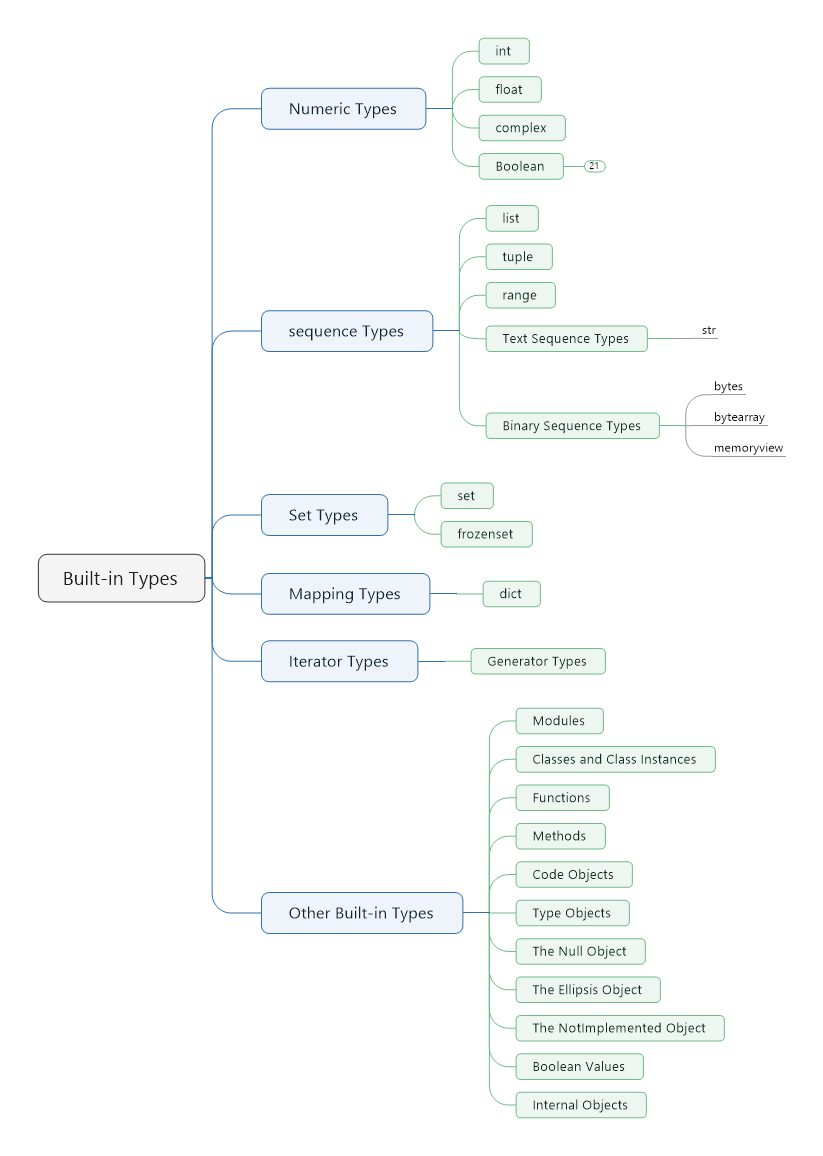 int
float
Numeric Types
complex
Boolean
21
list
tuple
range
sequence Types
Text Sequence Types
str
bytes
Binary Sequence Types
bytearray
memoryview
set
Set Types
frozenset
Built-in Types
Mapping Types
dict
Iterator Types
Generator Types
Modules
Classes and Class Instances
Functions
Methods
Code Objects
Other Built-in Types
Type Objects
The Null Object
The Ellipsis Object
The NotImplemented Object
Boolean Values
Internal Objects